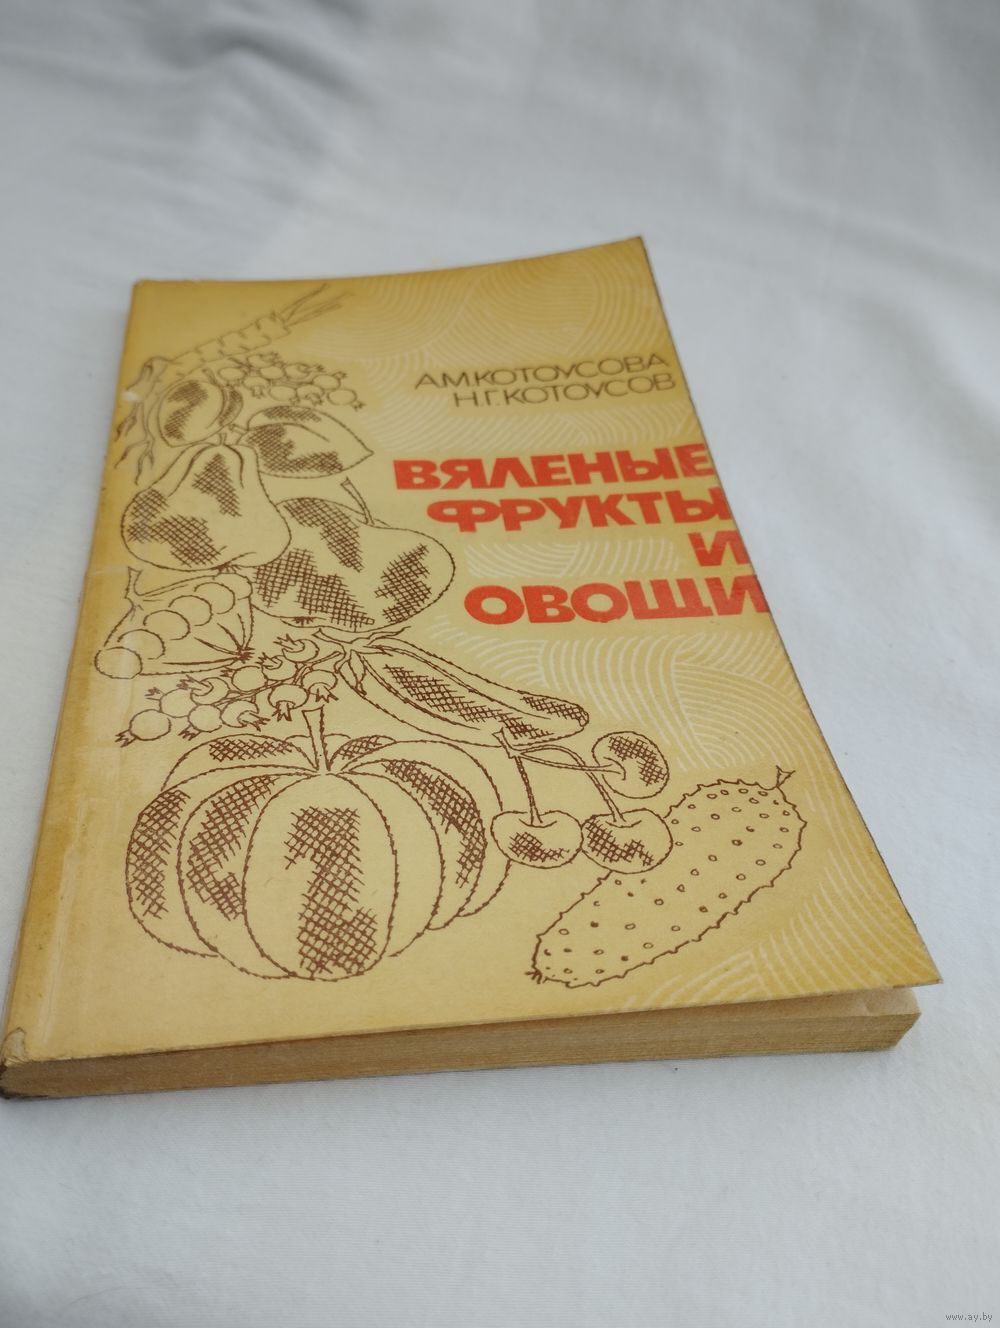 А.М.КОТОУСОВА
Н.Г.КОТОУСОВ
ВЯЛЕНЫЕ
ФРУКТЫ
И
ОВОЩИ
www.ay.by